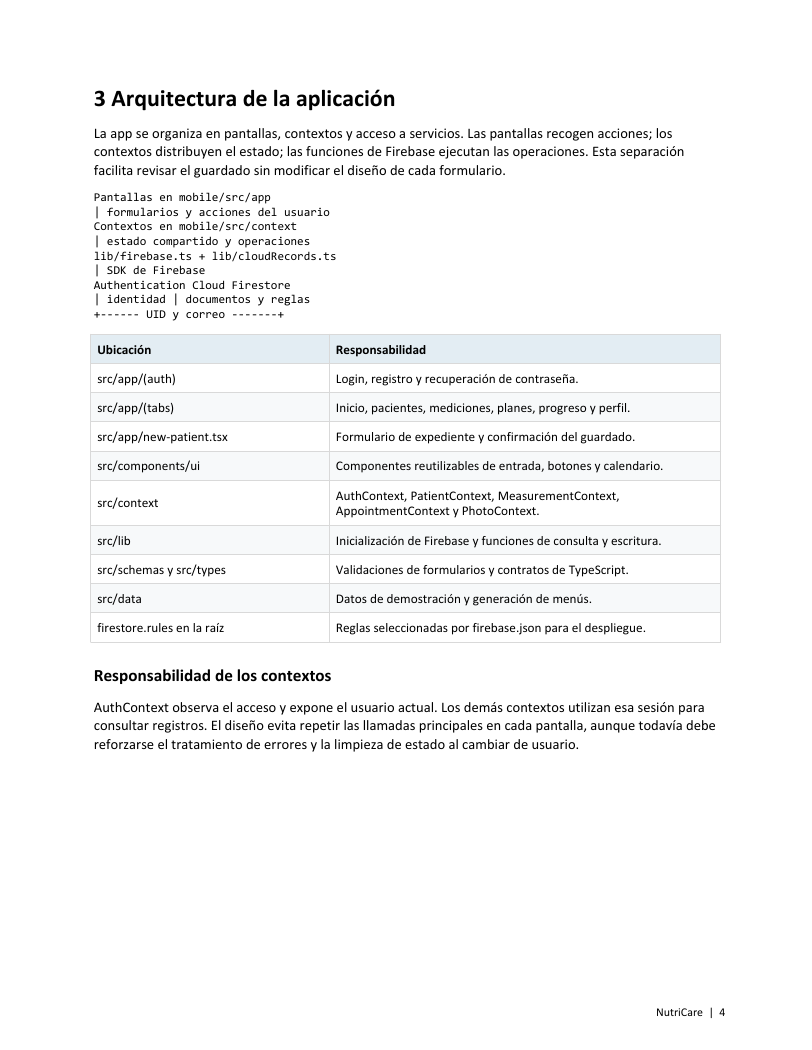 3 Arquitectura de la aplicación
La app se organiza en pantallas, contextos y acceso a servicios. Las pantallas recogen acciones; los
contextos distribuyen el estado; las funciones de Firebase ejecutan las operaciones. Esta separación
facilita revisar el guardado sin modificar el diseño de cada formulario.
Pantallas en mobile/src/app
| formularios y acciones del usuario
Contextos en mobile/src/context
| estado compartido y operaciones
lib/firebase.ts + lib/cloudRecords.ts
| SDK de Firebase
Authentication Cloud Firestore
| identidad | documentos y reglas
+------ UID y correo -------+
Ubicación Responsabilidad
src/app/(auth) Login, registro y recuperación de contraseña.
src/app/(tabs) Inicio, pacientes, mediciones, planes, progreso y perfil.
src/app/new-patient.tsx Formulario de expediente y confirmación del guardado.
src/components/ui Componentes reutilizables de entrada, botones y calendario.
src/context AuthContext, PatientContext, MeasurementContext,
AppointmentContext y PhotoContext.
src/lib Inicialización de Firebase y funciones de consulta y escritura.
src/schemas y src/types Validaciones de formularios y contratos de TypeScript.
src/data Datos de demostración y generación de menús.
firestore.rules en la raíz Reglas seleccionadas por firebase.json para el despliegue.
Responsabilidad de los contextos
AuthContext observa el acceso y expone el usuario actual. Los demás contextos utilizan esa sesión para
consultar registros. El diseño evita repetir las llamadas principales en cada pantalla, aunque todavía debe
reforzarse el tratamiento de errores y la limpieza de estado al cambiar de usuario.
NutriCare | 4